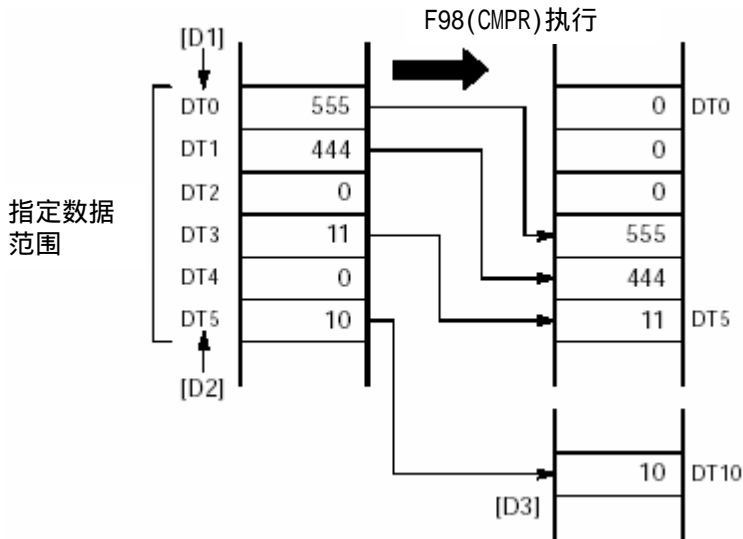 F98(CMPR)执行
[D1]
DT0 555 0 DT0
DT1 444 0
DT2 0 0
指定数据
范围
DT3 11 555
DT4 0 444
DT5 10 11 DT5
[D2]
10 DT10
[D3]